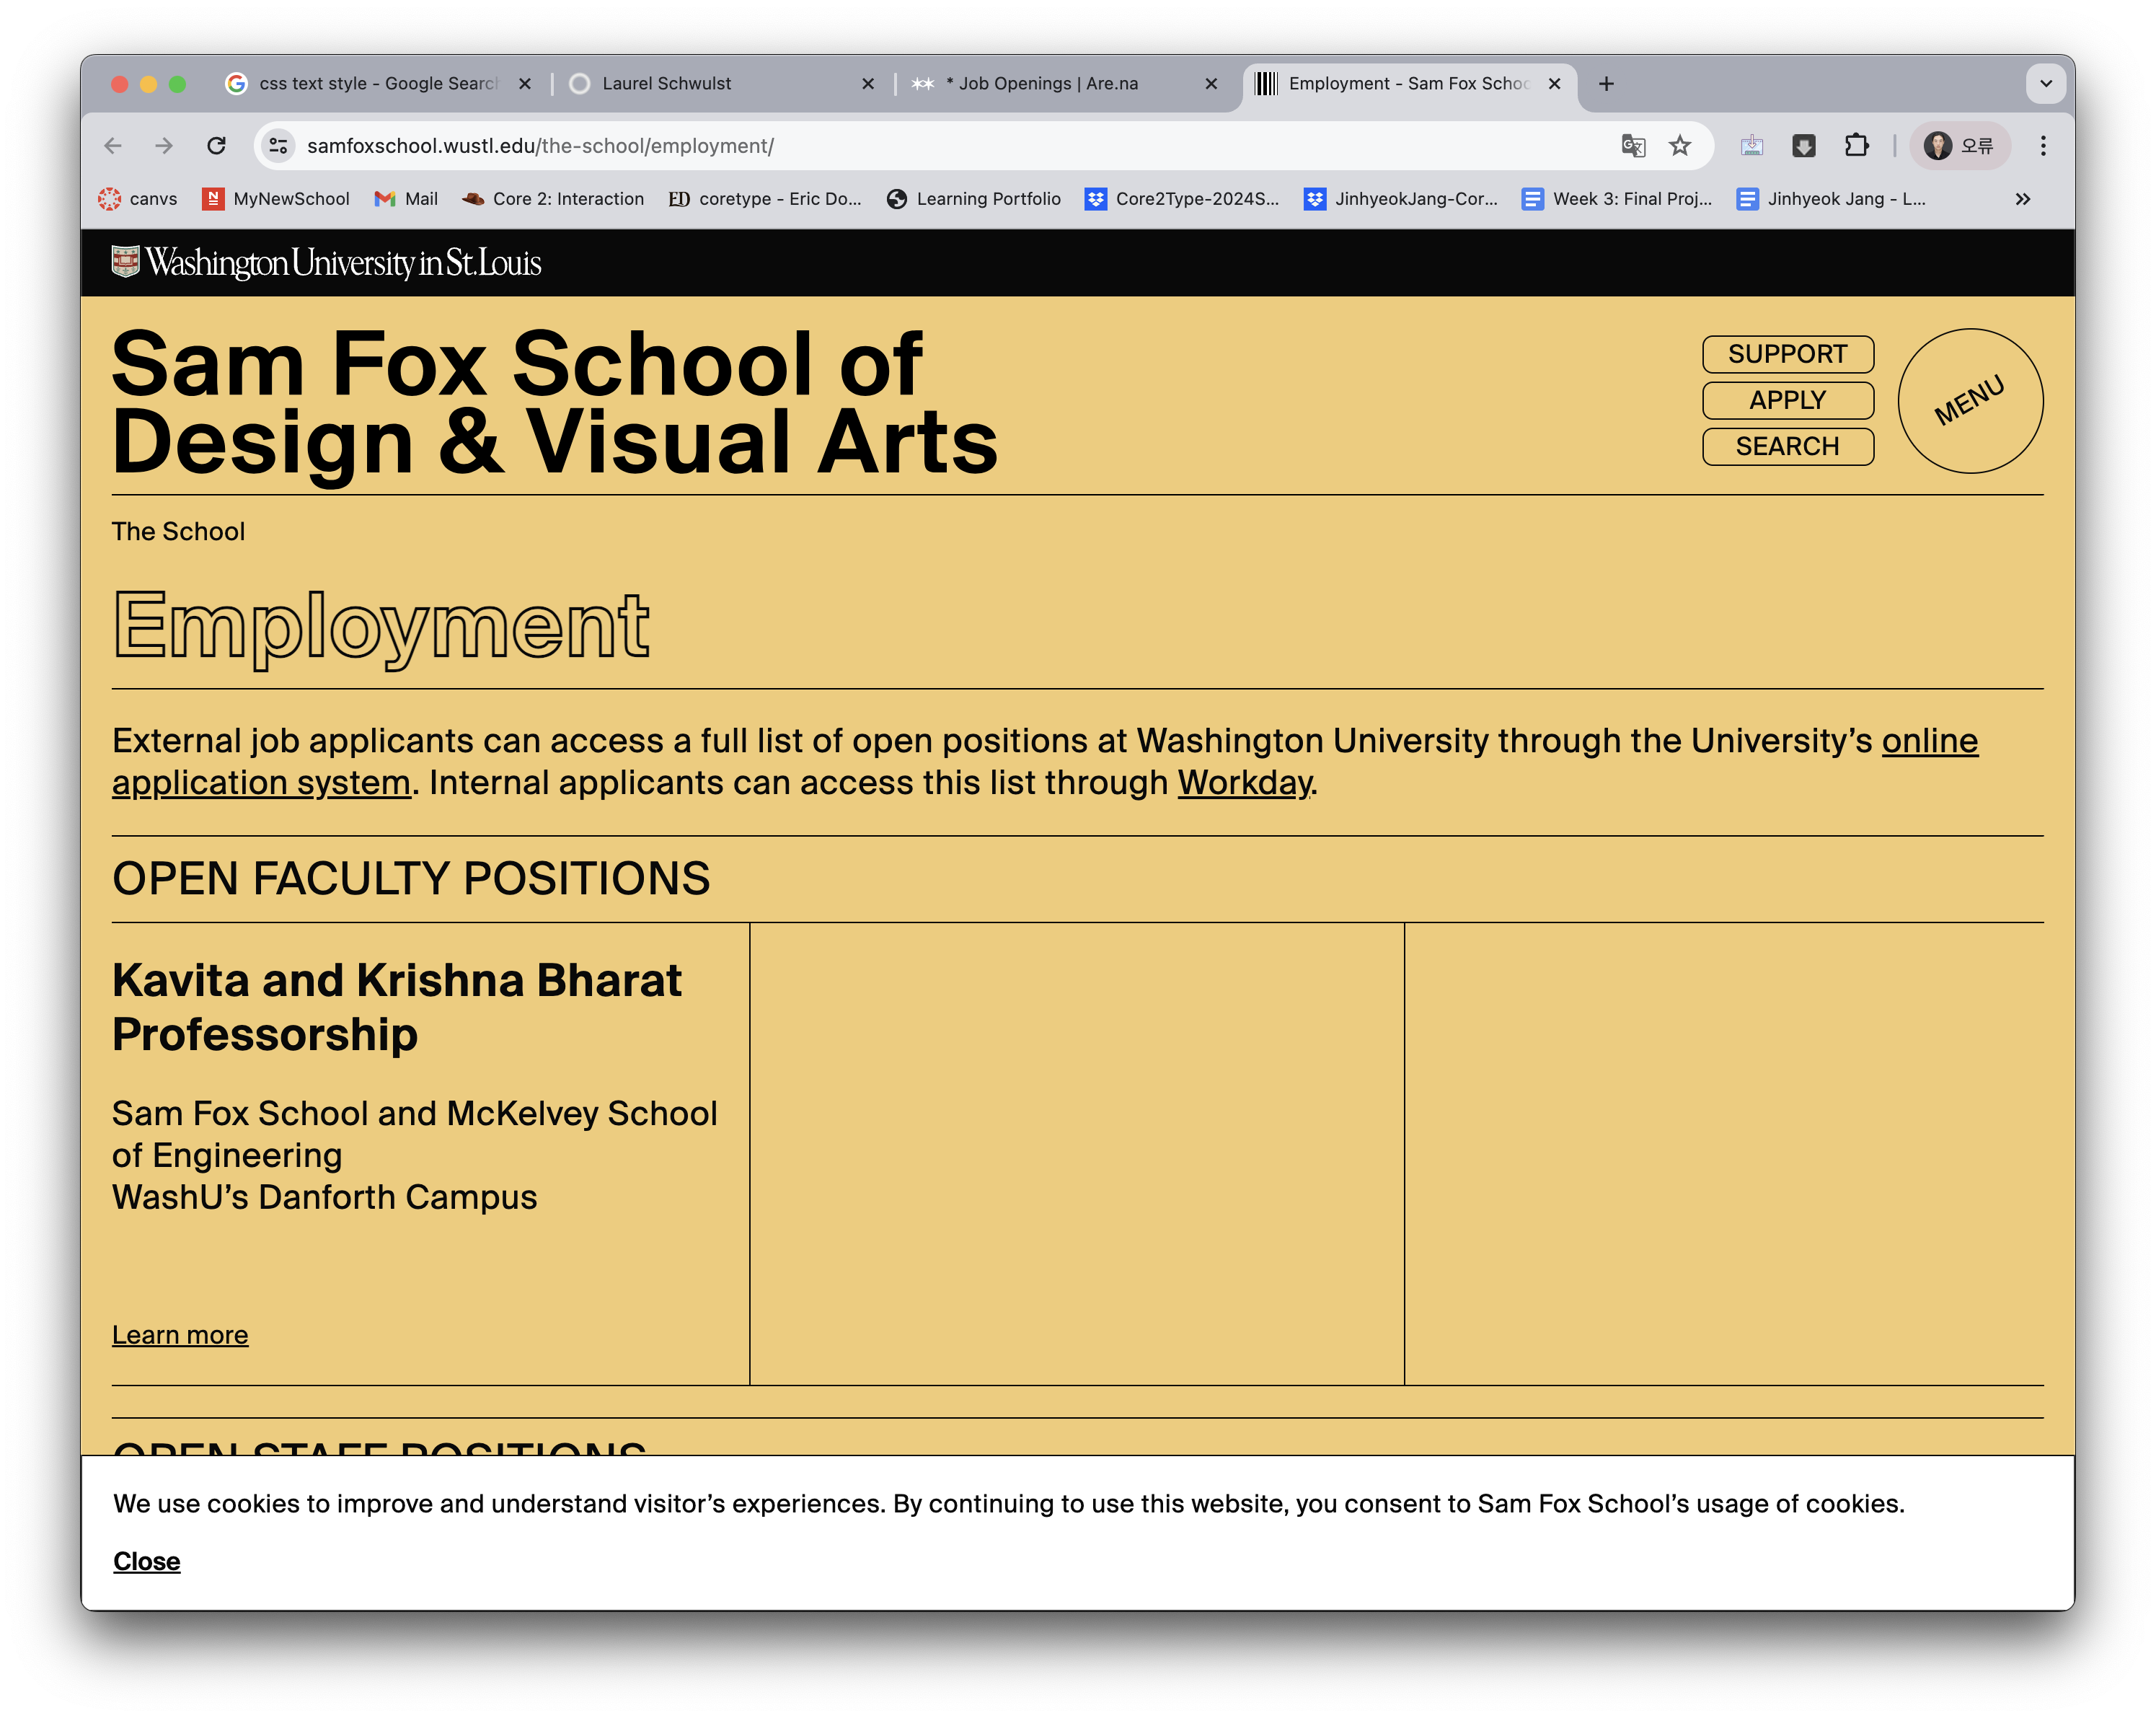 css text style - Google Search
Laurel Schwulst
* Job Openings | Are.na
Employment - Sam Fox Schoo
samfoxschool.wustl.edu/the-school/employment/
오류
canvs
MyNewSchool
Mail
Core 2: Interaction
coretype - Eric Do...
Learning Portfolio
Core2Type-2024S...
JinhyeokJang-Cor...
Week 3: Final Proj...
Jinhyeok Jang - L...
Washington University in St. Louis
Sam Fox School of
Design & Visual Arts
SUPPORT
APPLY
SEARCH
MENU
The School
Employment
External job applicants can access a full list of open positions at Washington University through the University’s online
application system. Internal applicants can access this list through Workday.
OPEN FACULTY POSITIONS
Kavita and Krishna Bharat
Professorship
Sam Fox School and McKelvey School
of Engineering
WashU’s Danforth Campus
Learn more
OPEN STAFF POSITIONS
We use cookies to improve and understand visitor’s experiences. By continuing to use this website, you consent to Sam Fox School’s usage of cookies.
Close